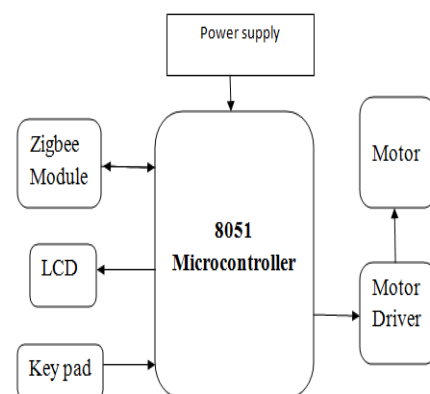 Power supply
Zigbee
Module
8051
Microcontroller
Motor
LCD
Motor
Driver
Key pad